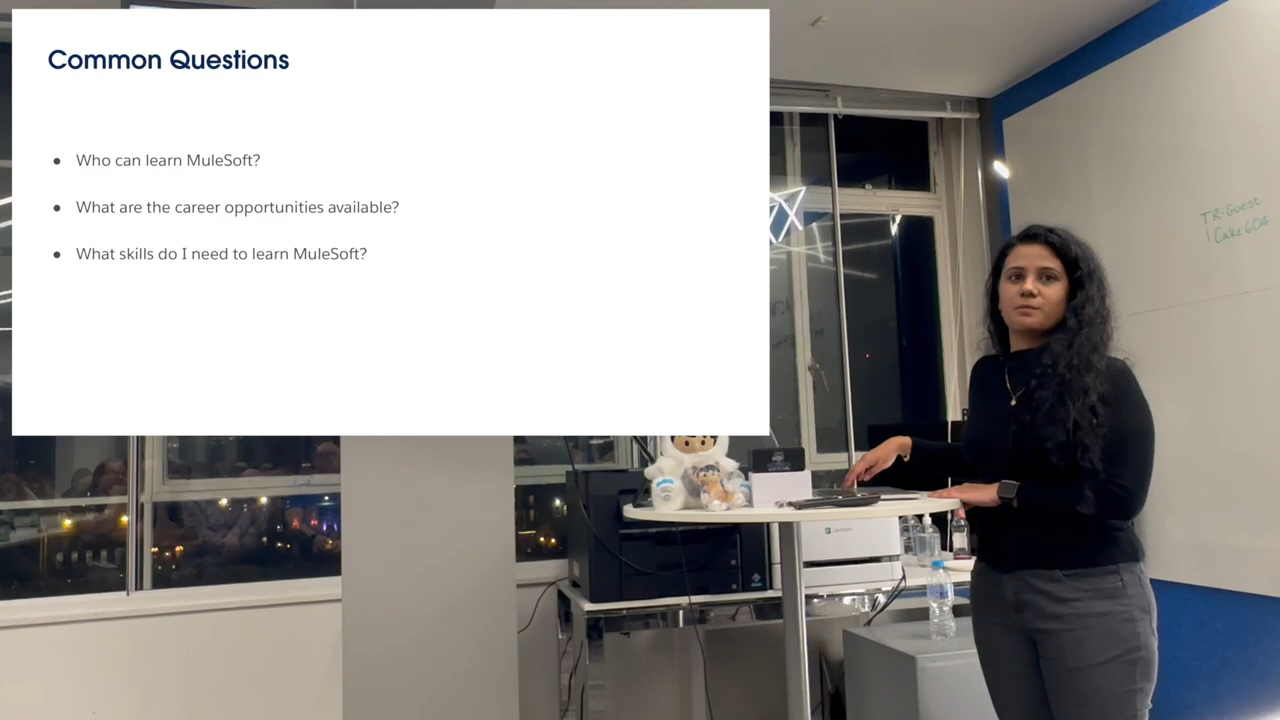 Common Questions
● Who can learn MuleSoft?
● What are the career opportunities available?
● What skills do I need to learn MuleSoft?
TR-Guest